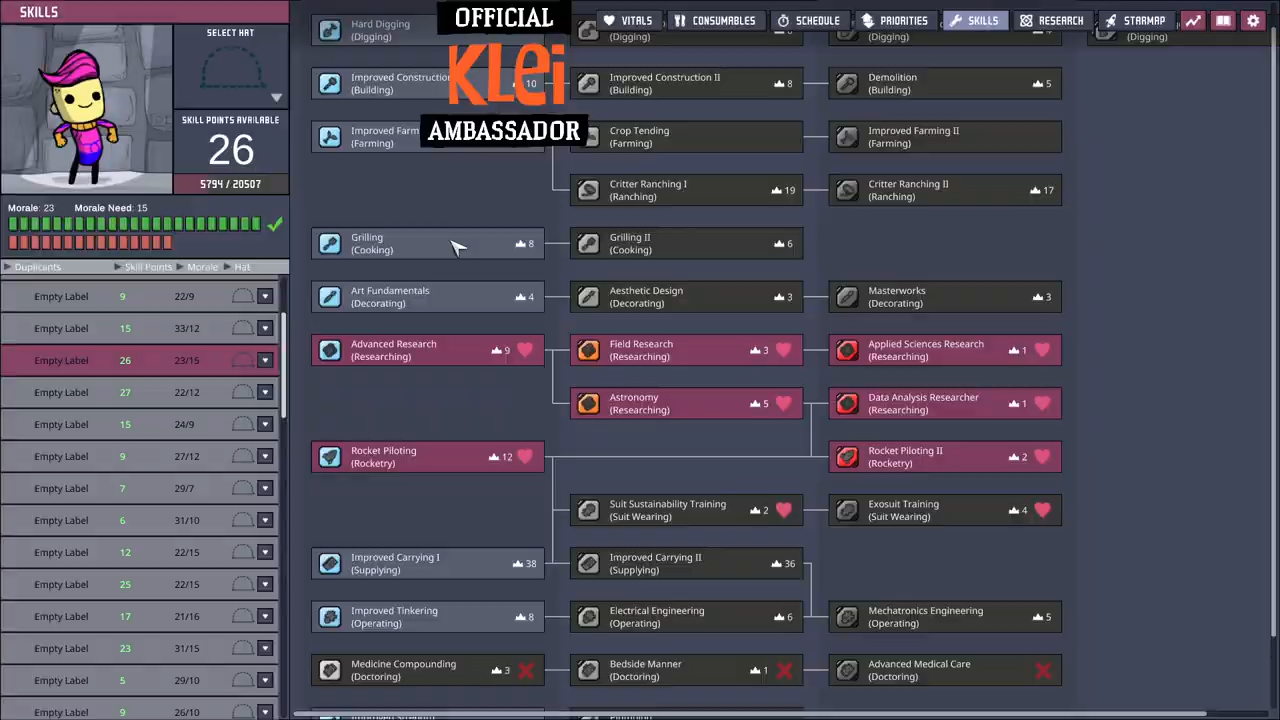 SKILLS
OFFICIAL
KLei
AMBASSADOR
VITALS
CONSUMABLES
SCHEDULE
PRIORITIES
SKILLS
RESEARCH
STARMAP
SELECT HAT
SKILL POINTS AVAILABLE
26
5794 / 20507
Morale: 23 Morale Need: 15
Duplicants Skill Points Morale Hat
Empty Label 9 22/9
Empty Label 15 33/12
Empty Label 26 23/15
Empty Label 27 22/12
Empty Label 15 24/9
Empty Label 9 27/12
Empty Label 7 29/7
Empty Label 6 31/10
Empty Label 12 22/15
Empty Label 25 22/15
Empty Label 17 21/16
Empty Label 23 31/15
Empty Label 5 29/10
Empty Label 9 26/10
Hard Digging
(Digging)
(Digging)
(Digging)
(Digging)
Improved Construction
(Building)
10
Improved Construction II
(Building)
8
Demolition
(Building)
5
Improved Farm
(Farming)
Crop Tending
(Farming)
Improved Farming II
(Farming)
Critter Ranching I
(Ranching)
19
Critter Ranching II
(Ranching)
17
Grilling
(Cooking)
8
Grilling II
(Cooking)
6
Art Fundamentals
(Decorating)
4
Aesthetic Design
(Decorating)
3
Masterworks
(Decorating)
3
Advanced Research
(Researching)
9
Field Research
(Researching)
3
Applied Sciences Research
(Researching)
1
Astronomy
(Researching)
5
Data Analysis Researcher
(Researching)
1
Rocket Piloting
(Rocketry)
12
Rocket Piloting II
(Rocketry)
2
Suit Sustainability Training
(Suit Wearing)
2
Exosuit Training
(Suit Wearing)
4
Improved Carrying I
(Supplying)
38
Improved Carrying II
(Supplying)
36
Improved Tinkering
(Operating)
8
Electrical Engineering
(Operating)
6
Mechatronics Engineering
(Operating)
5
Medicine Compounding
(Doctoring)
3
Bedside Manner
(Doctoring)
1
Advanced Medical Care
(Doctoring)